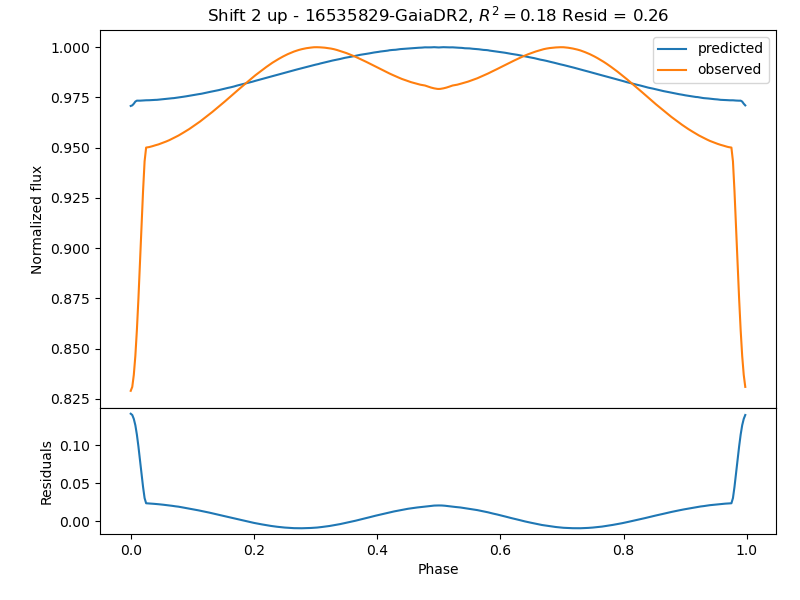 Shift 2 up - 16535829-GaiaDR2, R² = 0.18 Resid = 0.26
predicted
observed
Normalized flux
1.000
0.975
0.950
0.925
0.900
0.875
0.850
0.825
Residuals
0.10
0.05
0.00
0.0
0.2
0.4
0.6
0.8
1.0
Phase